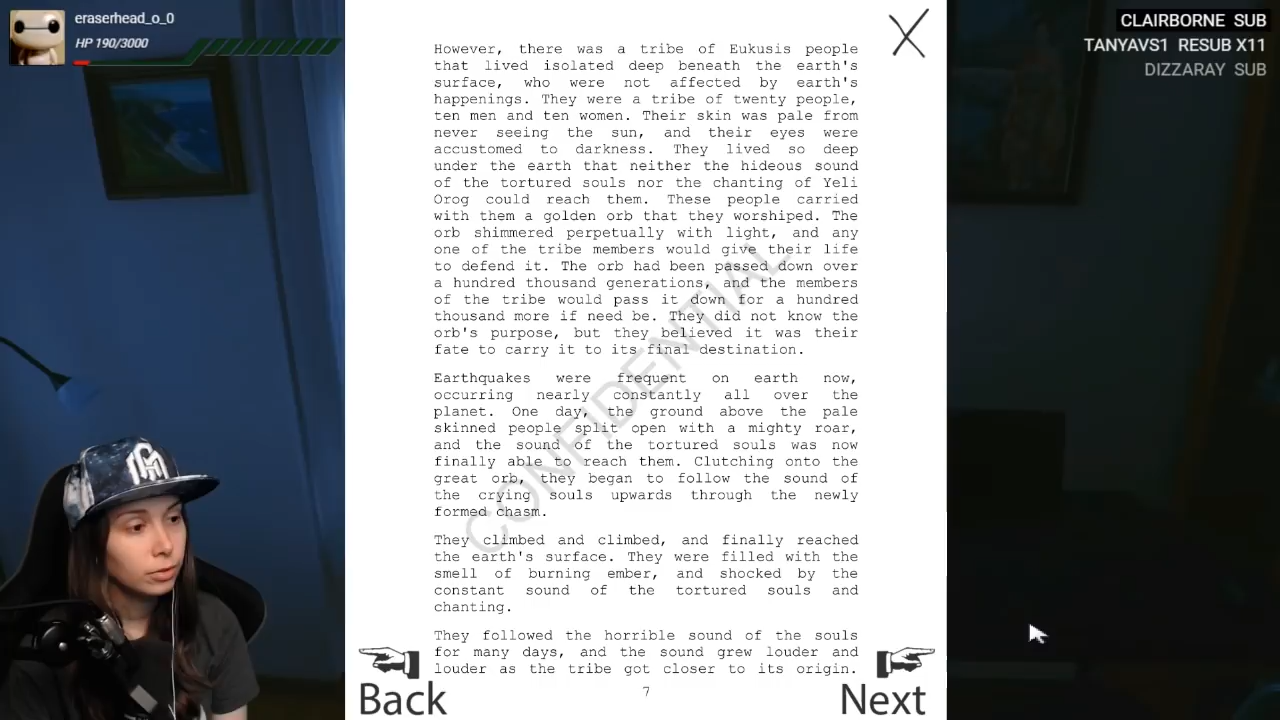 eraserhead_o_0
HP 190/3000
CLAIRBORNE SUB
TANYAVS1 RESUB X11
DIZZARAY SUB
However, there was a tribe of Eukusis people
that lived isolated deep beneath the earth's
surface, who were not affected by earth's
happenings. They were a tribe of twenty people,
ten men and ten women. Their skin was pale from
never seeing the sun, and their eyes were
accustomed to darkness. They lived so deep
under the earth that neither the hideous sound
of the tortured souls nor the chanting of Yeli
Orog could reach them. These people carried
with them a golden orb that they worshiped. The
orb shimmered perpetually with light, and any
one of the tribe members would give their life
to defend it. The orb had been passed down over
a hundred thousand generations, and the members
of the tribe would pass it down for a hundred
thousand more if need be. They did not know the
orb's purpose, but they believed it was their
fate to carry it to its final destination.
Earthquakes were frequent on earth now,
occurring nearly constantly all over the
planet. One day, the ground above the pale
skinned people split open with a mighty roar,
and the sound of the tortured souls was now
finally able to reach them. Clutching onto the
great orb, they began to follow the sound of
the crying souls upwards through the newly
formed chasm.
They climbed and climbed, and finally reached
the earth's surface. They were filled with the
smell of burning ember, and shocked by the
constant sound of the tortured souls and
chanting.
They followed the horrible sound of the souls
for many days, and the sound grew louder and
louder as the tribe got closer to its origin.
CONFIDENTIAL
7
Back
Next